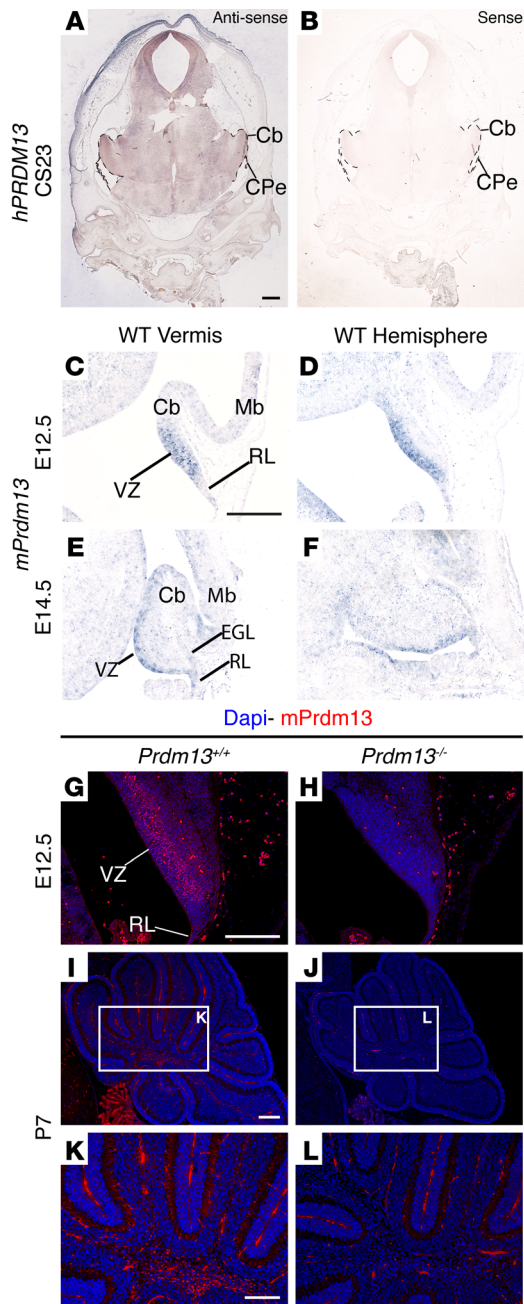 A Anti-sense B Sense
hPRDM13
CS23
Cb Cb
CPe CPe
WT Vermis WT Hemisphere
mPrdm13
E12.5
C D
Cb Mb
VZ RL
E14.5
E F
Cb Mb
EGL
VZ RL
Dapi- mPrdm13
Prdm13+/+ Prdm13-/-
E12.5
G H
VZ
RL
P7
I J
K L
K L